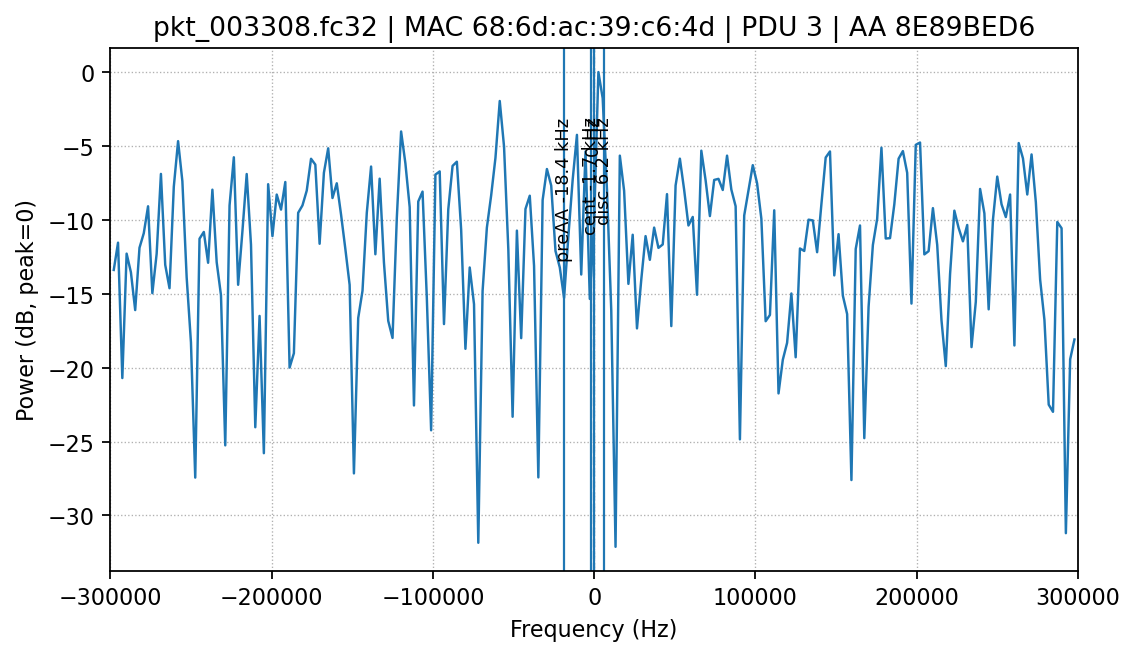 pkt_003308.fc32 | MAC 68:6d:ac:39:c6:4d | PDU 3 | AA 8E89BED6
0
−5
−10
−15
−20
−25
−30
Power (dB, peak=0)
preAA -18.4 kHz
cent -1.7 kHz
disc 6.2 kHz
−300000
−200000
−100000
0
100000
200000
300000
Frequency (Hz)